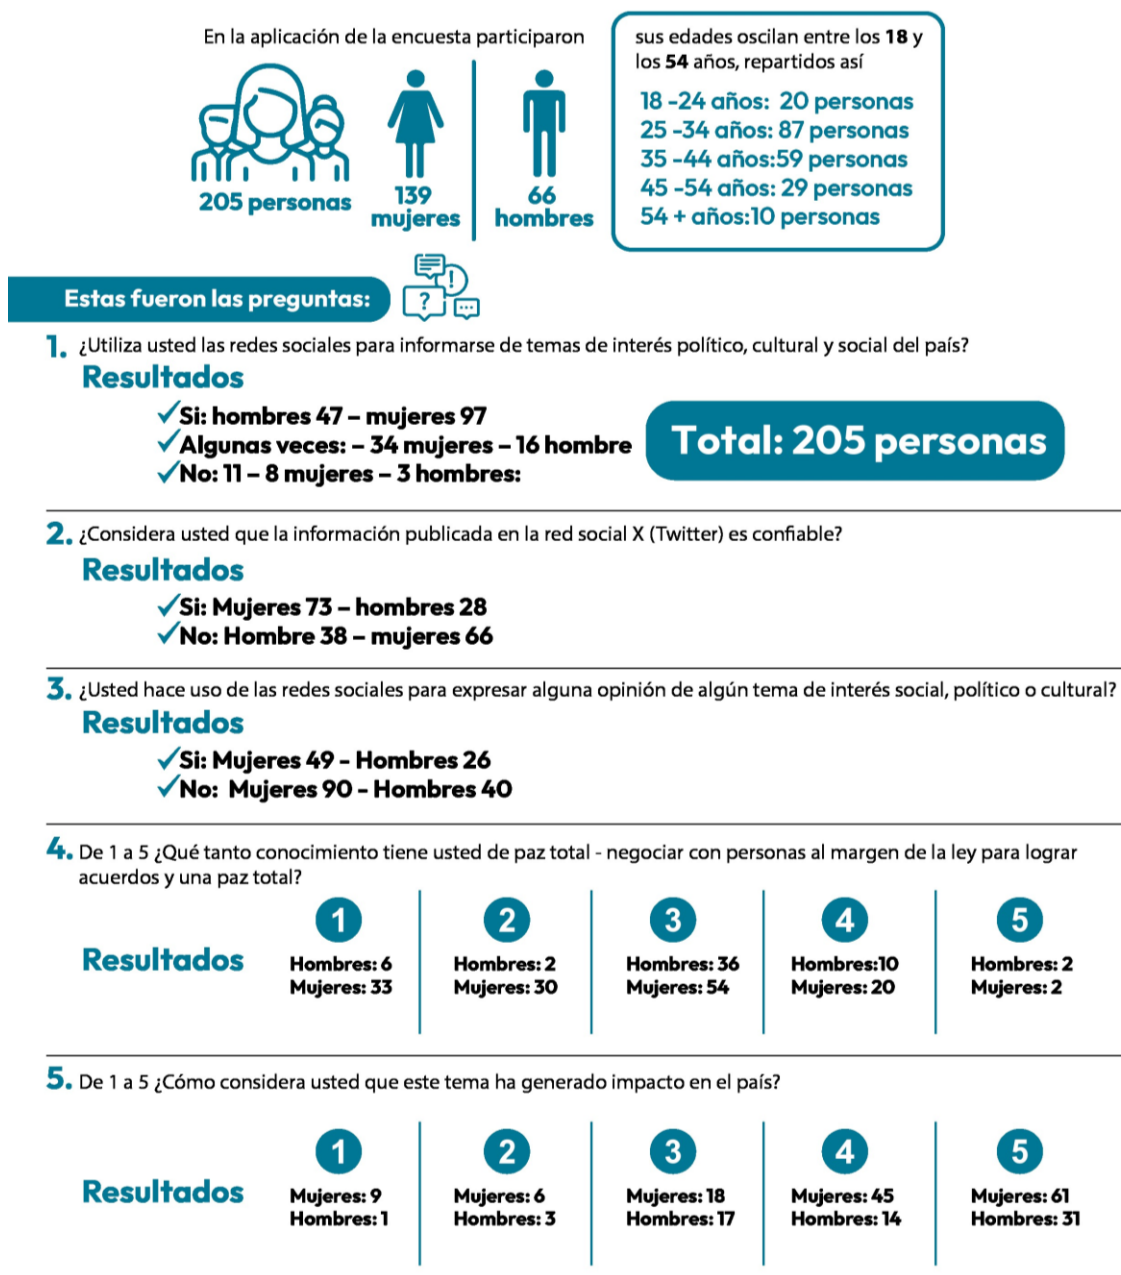 En la aplicación de la encuesta participaron
205 personas
139
mujeres
66
hombres
sus edades oscilan entre los 18 y
los 54 años, repartidos así
18 -24 años: 20 personas
25 -34 años: 87 personas
35 -44 años:59 personas
45 -54 años: 29 personas
54 + años:10 personas
Estas fueron las preguntas:
1. ¿Utiliza usted las redes sociales para informarse de temas de interés político, cultural y social del país?
Resultados
Si: hombres 47 – mujeres 97
Algunas veces: – 34 mujeres – 16 hombre
No: 11 – 8 mujeres – 3 hombres:
Total: 205 personas
2. ¿Considera usted que la información publicada en la red social X (Twitter) es confiable?
Resultados
Si: Mujeres 73 – hombres 28
No: Hombre 38 – mujeres 66
3. ¿Usted hace uso de las redes sociales para expresar alguna opinión de algún tema de interés social, político o cultural?
Resultados
Si: Mujeres 49 - Hombres 26
No: Mujeres 90 - Hombres 40
4. De 1 a 5 ¿Qué tanto conocimiento tiene usted de paz total - negociar con personas al margen de la ley para lograr
acuerdos y una paz total?
Resultados
1
Hombres: 6
Mujeres: 33
2
Hombres: 2
Mujeres: 30
3
Hombres: 36
Mujeres: 54
4
Hombres:10
Mujeres: 20
5
Hombres: 2
Mujeres: 2
5. De 1 a 5 ¿Cómo considera usted que este tema ha generado impacto en el país?
Resultados
1
Mujeres: 9
Hombres: 1
2
Mujeres: 6
Hombres: 3
3
Mujeres: 18
Hombres: 17
4
Mujeres: 45
Hombres: 14
5
Mujeres: 61
Hombres: 31